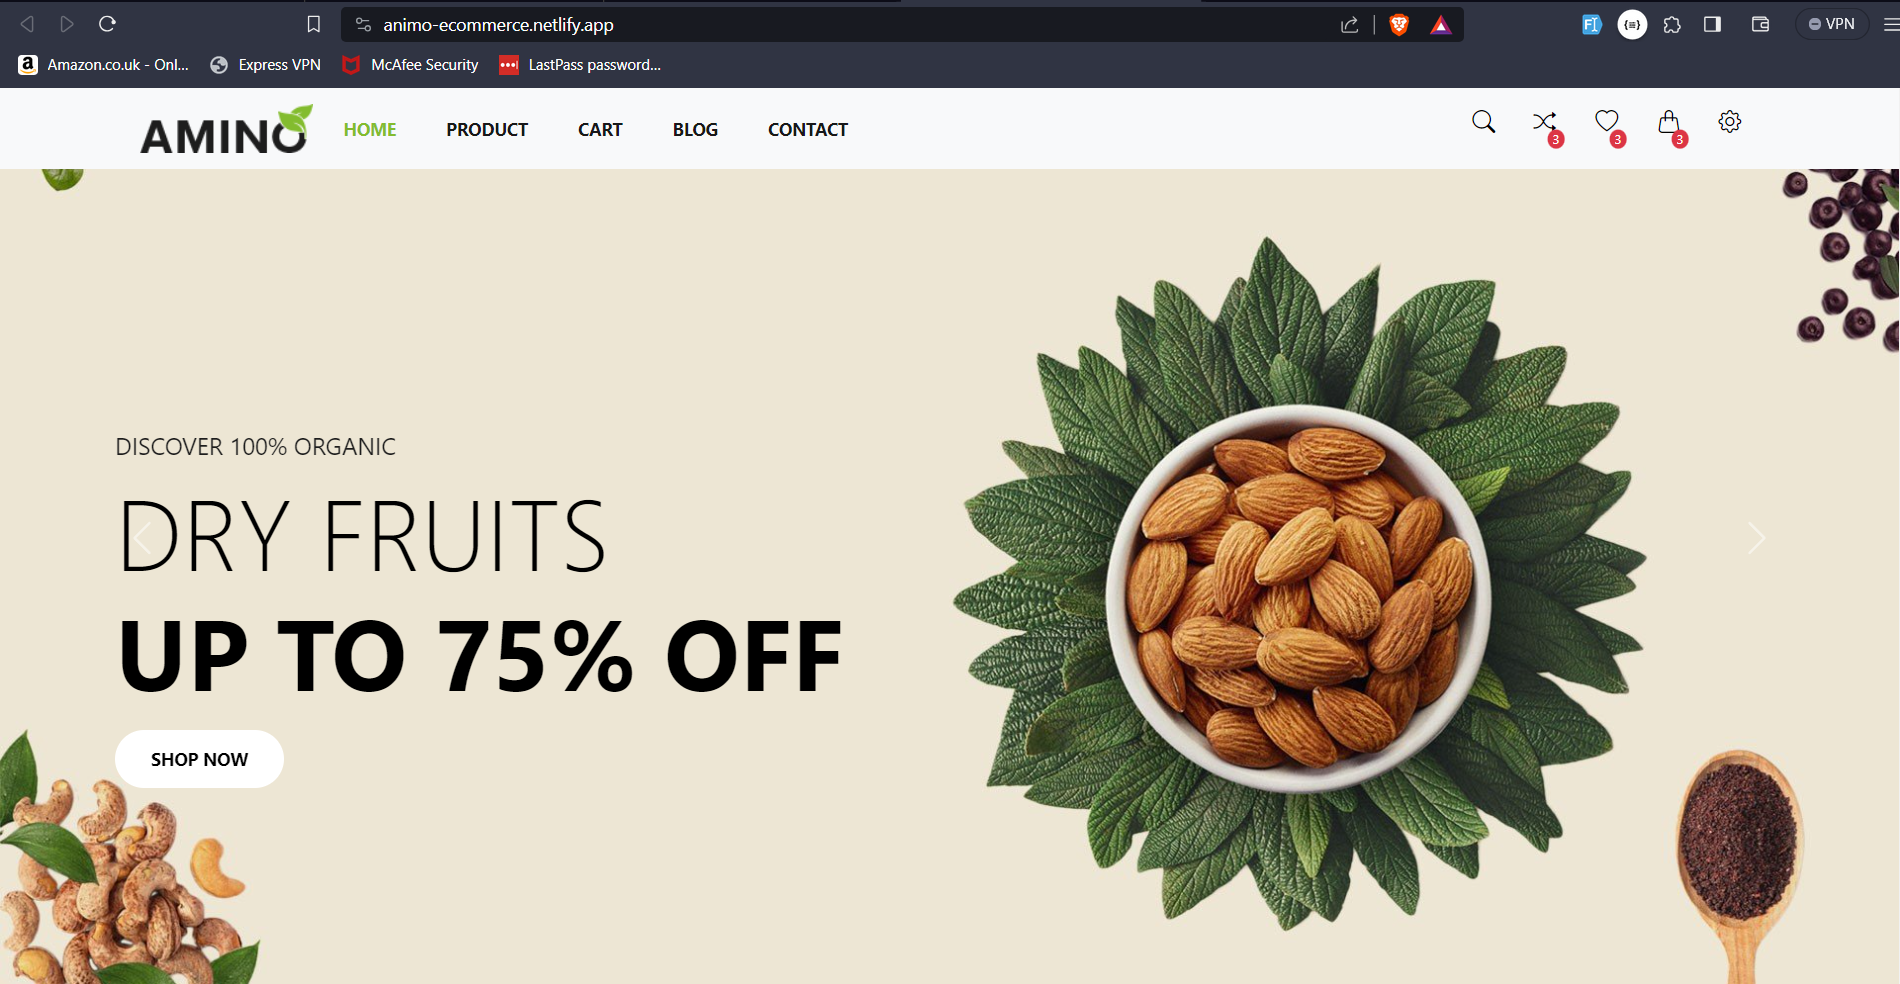 animo-ecommerce.netlify.app
VPN
Amazon.co.uk - Onl...
Express VPN
McAfee Security
LastPass password...
AMINO
HOME
PRODUCT
CART
BLOG
CONTACT
3
3
3
DISCOVER 100% ORGANIC
DRY FRUITS
UP TO 75% OFF
SHOP NOW